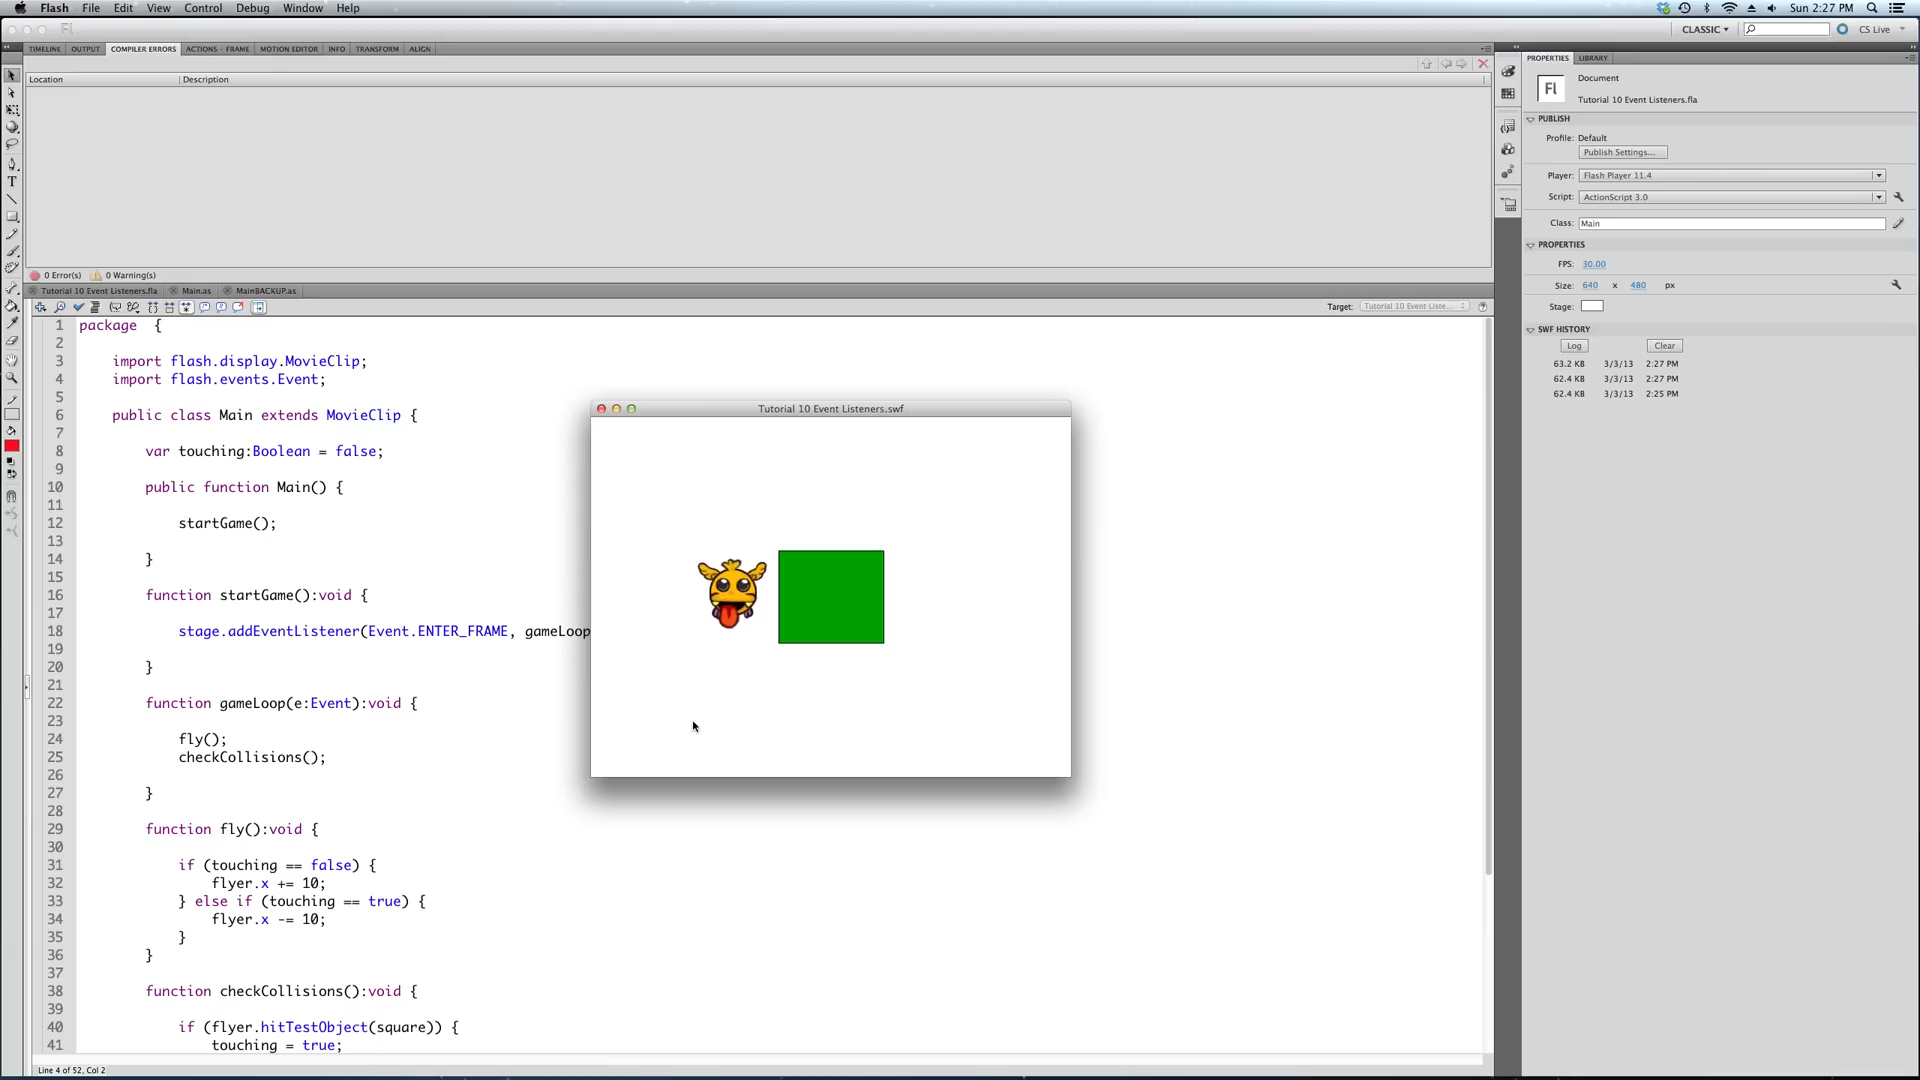 Flash File Edit View Control Debug Window Help Sun 2:27 PM
Fl CLASSIC CS Live
TIMELINE OUTPUT COMPILER ERRORS ACTIONS - FRAME MOTION EDITOR INFO TRANSFORM ALIGN
Location Description
0 Error(s) 0 Warning(s)
Tutorial 10 Event Listeners.fla Main.as MainBACKUP.as
Target: Tutorial 10 Event Liste...
1 package {
2
3 import flash.display.MovieClip;
4 import flash.events.Event;
5
6 public class Main extends MovieClip {
7
8 var touching:Boolean = false;
9
10 public function Main() {
11
12 startGame();
13
14 }
15
16 function startGame():void {
17
18 stage.addEventListener(Event.ENTER_FRAME, gameLoop
19
20 }
21
22 function gameLoop(e:Event):void {
23
24 fly();
25 checkCollisions();
26
27 }
28
29 function fly():void {
30
31 if (touching == false) {
32 flyer.x += 10;
33 } else if (touching == true) {
34 flyer.x -= 10;
35 }
36 }
37
38 function checkCollisions():void {
39
40 if (flyer.hitTestObject(square)) {
41 touching = true;
Line 4 of 52, Col 2
Tutorial 10 Event Listeners.swf
PROPERTIES LIBRARY
Fl
Document
Tutorial 10 Event Listeners.fla
PUBLISH
Profile: Default
Publish Settings...
Player: Flash Player 11.4
Script: ActionScript 3.0
Class: Main
PROPERTIES
FPS: 30.00
Size: 640 x 480 px
Stage:
SWF HISTORY
Log Clear
63.2 KB 3/3/13 2:27 PM
62.4 KB 3/3/13 2:27 PM
62.4 KB 3/3/13 2:25 PM